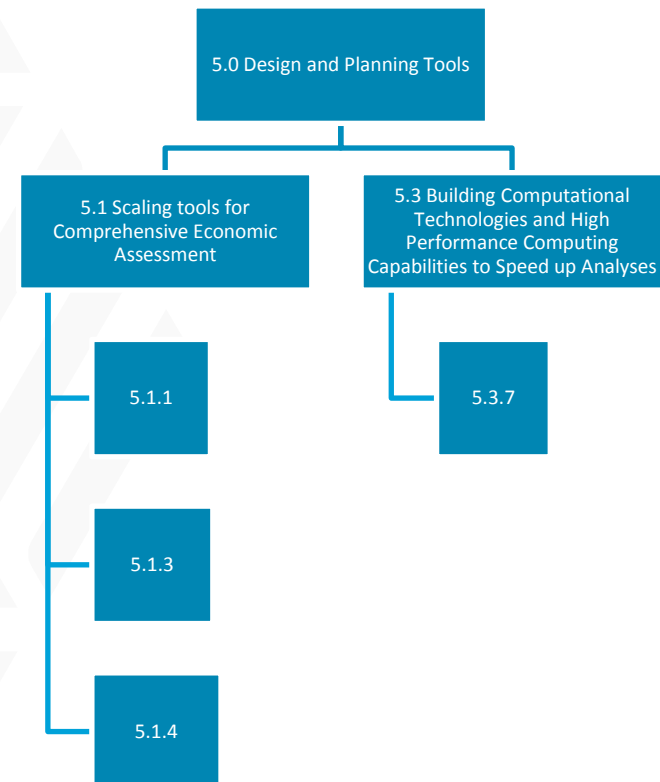 5.0 Design and Planning Tools
5.1 Scaling tools for
Comprehensive Economic
Assessment
5.3 Building Computational
Technologies and High
Performance Computing
Capabilities to Speed up Analyses
5.1.1
5.3.7
5.1.3
5.1.4